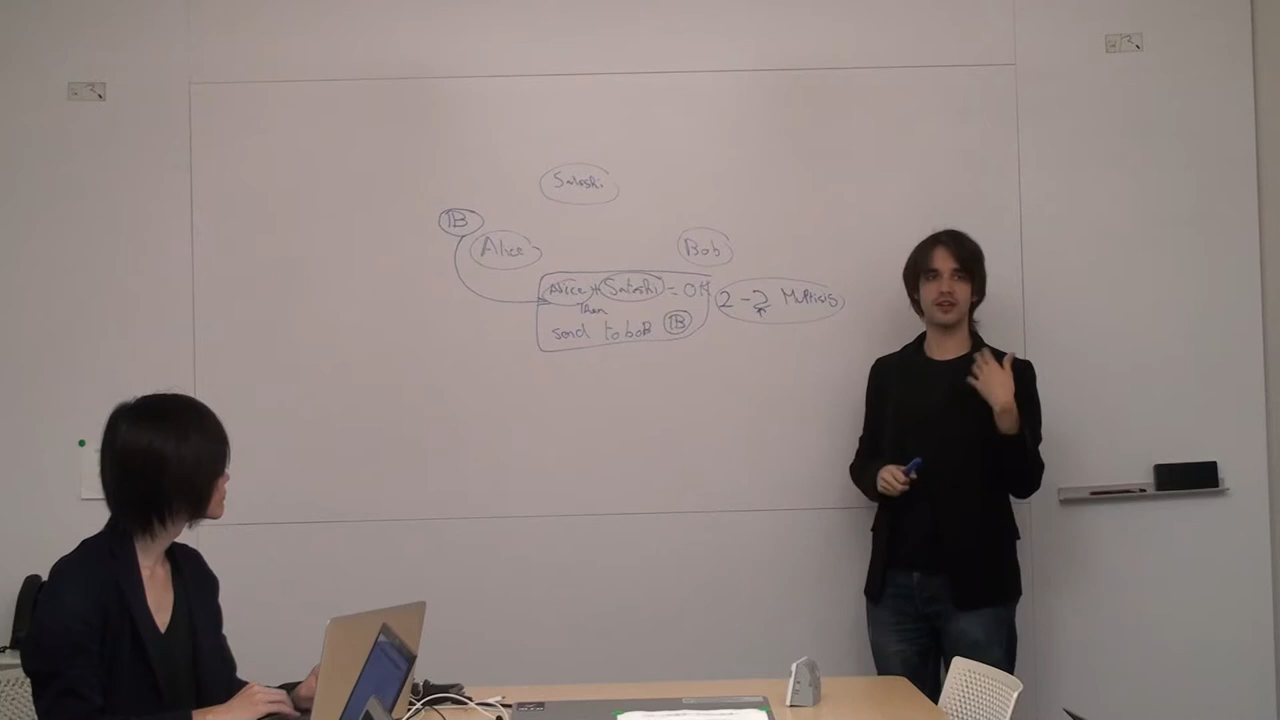 Satoshi
1B
Alice
Bob
Alice + Satoshi = OK
2-2 Multisig
Then
send to boB 1B